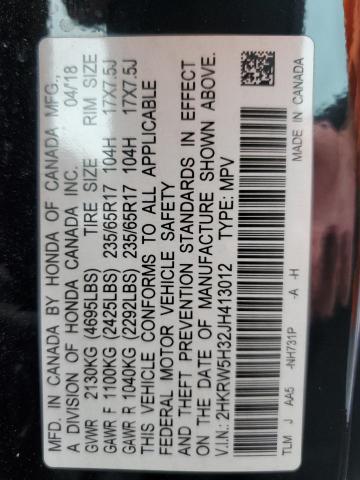 MFD. IN CANADA BY HONDA OF CANADA MFG.,
A DIVISION OF HONDA CANADA INC. 04/18
GVWR 2130KG (4695LBS) TIRE SIZE RIM SIZE
GAWR F 1100KG (2425LBS) 235/65R17 104H 17X7.5J
GAWR R 1040KG (2292LBS) 235/65R17 104H 17X7.5J
THIS VEHICLE CONFORMS TO ALL APPLICABLE
FEDERAL MOTOR VEHICLE SAFETY
AND THEFT PREVENTION STANDARDS IN EFFECT
ON THE DATE OF MANUFACTURE SHOWN ABOVE.
V.I.N: 2HKRW5H32JH413012 TYPE: MPV
TLM J AA5 -NH731P -A -H MADE IN CANADA